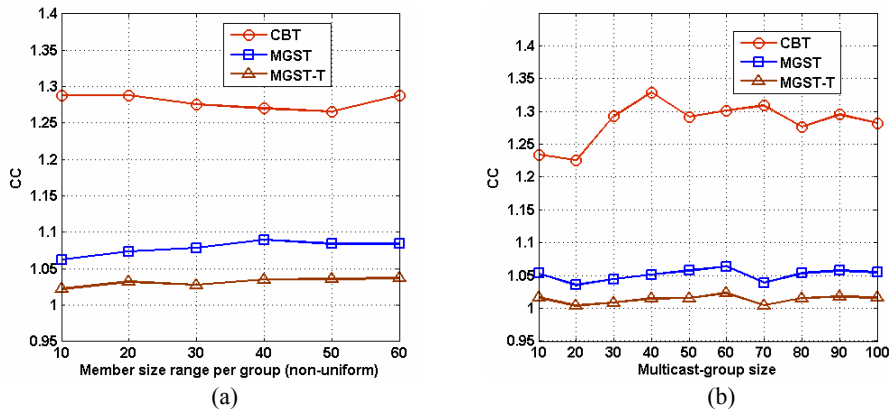 1.4
1.35
1.3
1.25
1.2
1.15
1.1
1.05
1
0.95
CC
CBT
MGST
MGST-T
10 20 30 40 50 60
Member size range per group (non-uniform)
(a)
1.4
1.35
1.3
1.25
1.2
1.15
1.1
1.05
1
0.95
CC
CBT
MGST
MGST-T
10 20 30 40 50 60 70 80 90 100
Multicast-group size
(b)